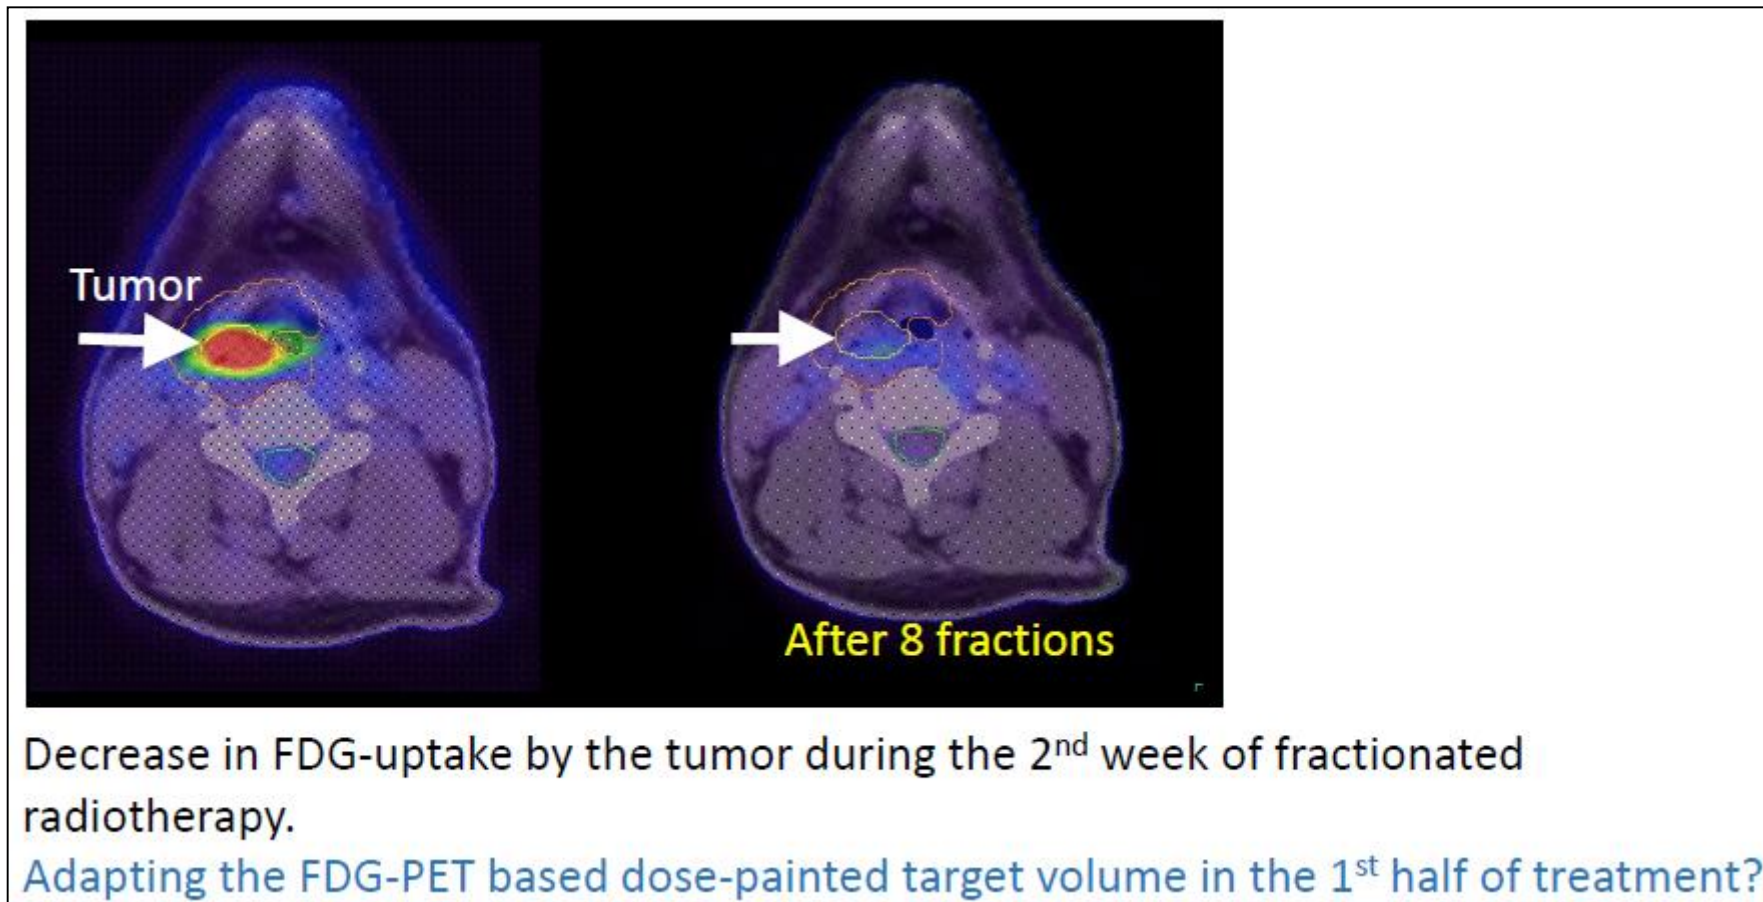 Tumor
After 8 fractions
Decrease in FDG-uptake by the tumor during the 2nd week of fractionated
radiotherapy.
Adapting the FDG-PET based dose-painted target volume in the 1st half of treatment?